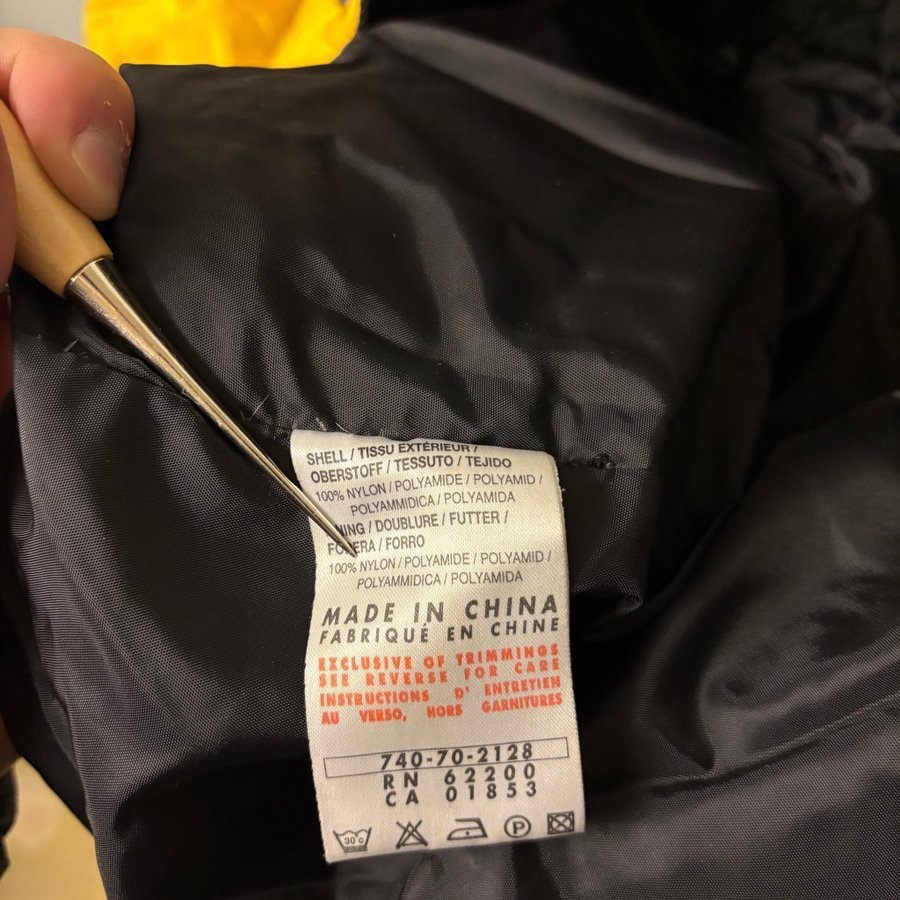 SHELL / TISSU EXTÉRIEUR /
OBERSTOFF / TESSUTO / TEJIDO
100% NYLON / POLYAMIDE / POLYAMID /
POLYAMMIDICA / POLYAMIDA
/ DOUBLURE / FUTTER /
/ FORRO
100% NYLON / POLYAMIDE / POLYAMID /
POLYAMMIDICA / POLYAMIDA
MADE IN CHINA
FABRIQUÉ EN CHINE
EXCLUSIVE OF TRIMMINGS
SEE REVERSE FOR CARE
INSTRUCTIONS D' ENTRETIEN
AU VERSO, HORS GARNITURES
740-70-2128
RN 62200
CA 01853
30°C
P